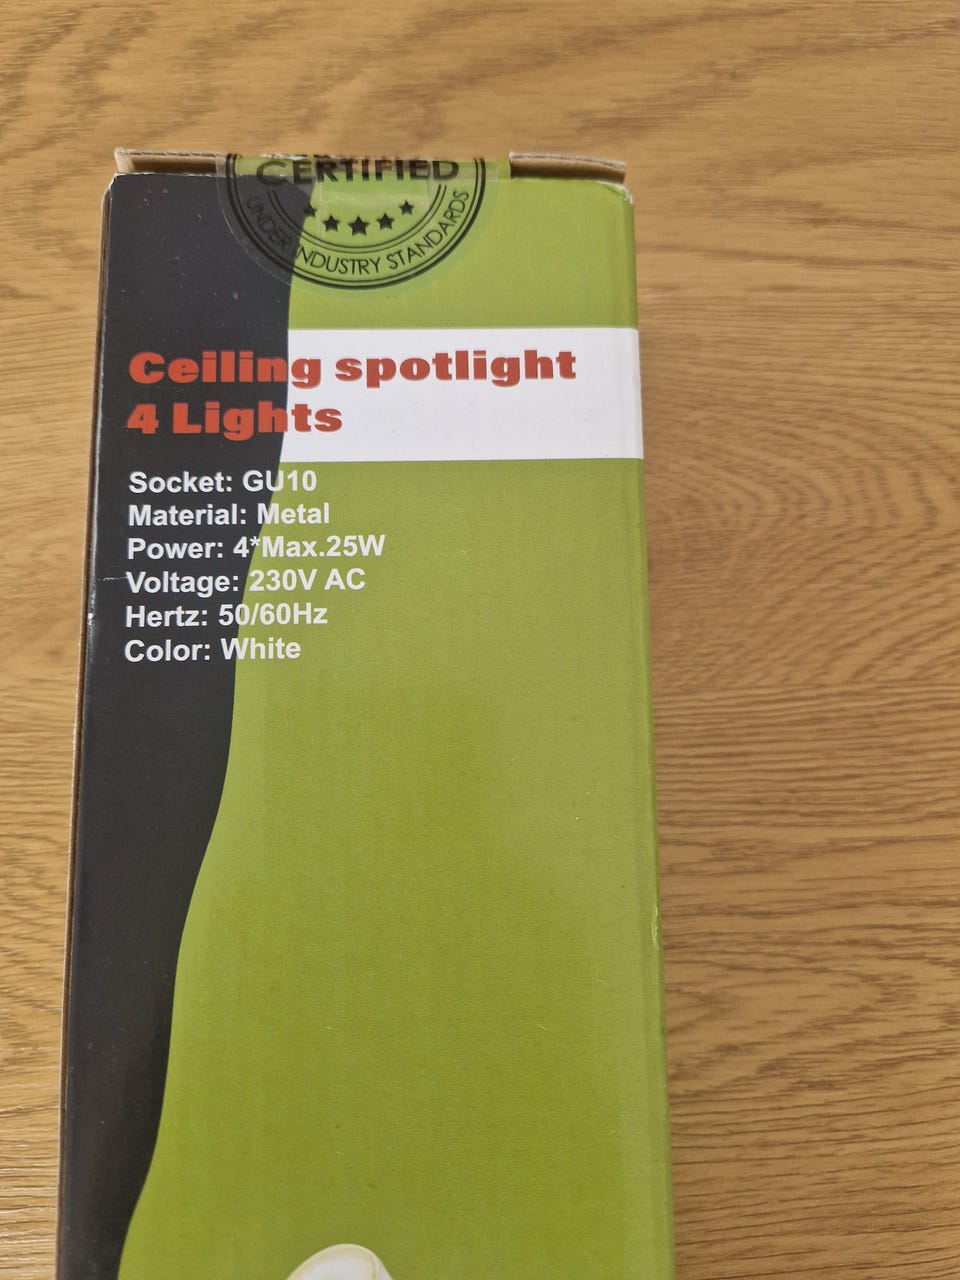 CERTIFIED
UNDER INDUSTRY STANDARDS
Ceiling spotlight
4 Lights
Socket: GU10
Material: Metal
Power: 4*Max.25W
Voltage: 230V AC
Hertz: 50/60Hz
Color: White